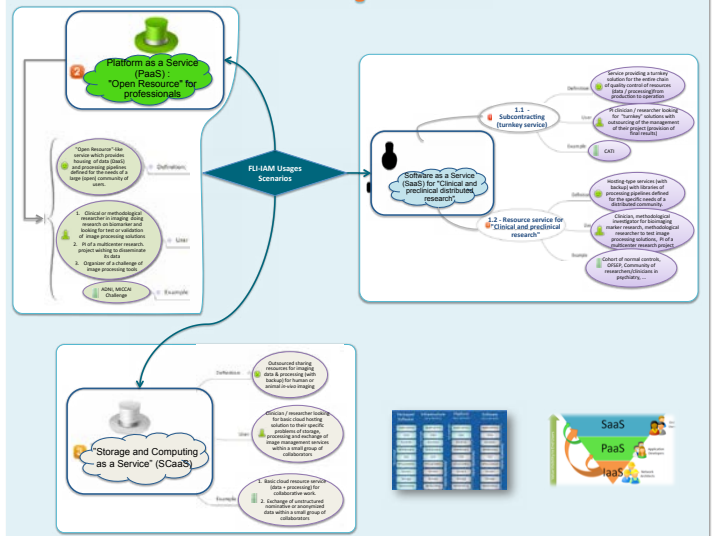 2
Platform as a Service
(PaaS) :
"Open Resource" for
professionals
"Open Resource"-like
service which provides
housing of data (DaaS)
and processing pipelines
defined for the needs of a
large (open) community of
users.
Definition
1. Clinical or methodological
researcher in imaging doing
research on biomarker and
looking for test or validation
of image processing solutions
2. PI of a multicenter research
project wishing to disseminate
its data
3. Organizer of a challenge of
image processing tools
User
ADNI, MICCAI
Challenge
Example
FLI-IAM Usages
Scenarios
Software as a Service
(SaaS) for "Clinical and
preclinical distributed
research"
1.1 -
Subcontracting
(turnkey service)
Definition
Service providing a turnkey
solution for the entire chain
of quality control of resources
(data / processing)from
production to operation
User
PI clinician / researcher looking
for "turnkey" solutions with
outsourcing of the management
of their project (provision of
final results)
Example
CATI
1.2 - Resource service for
"Clinical and preclinical
research"
Definition
Hosting-type services (with
backup) with libraries of
processing pipelines defined
for the specific needs of a
distributed community.
Clinician, methodological
investigator for bioimaging
marker research, methodological
researcher to test image
processing solutions, PI of a
multicentre research project
Example
Cohort of normal controls,
OFSEP, Community of
researchers/clinicians in
psychiatry, ...
"Storage and Computing
as a Service" (SCaaS)
Definition
Outsourced sharing
resources for imaging
data & processing (with
backup) for human or
animal in-vivo imaging
User
Clinician / researcher looking
for basic cloud hosting
solution to their specific
problems of storage,
processing and exchange of
image management services
within a small group of
collaborators
Example
1. Basic cloud resource service
(data + processing) for
collaborative work.
2. Exchange of unstructured
nominative or anonymized
data within a small group of
collaborators
SaaS
PaaS
IaaS